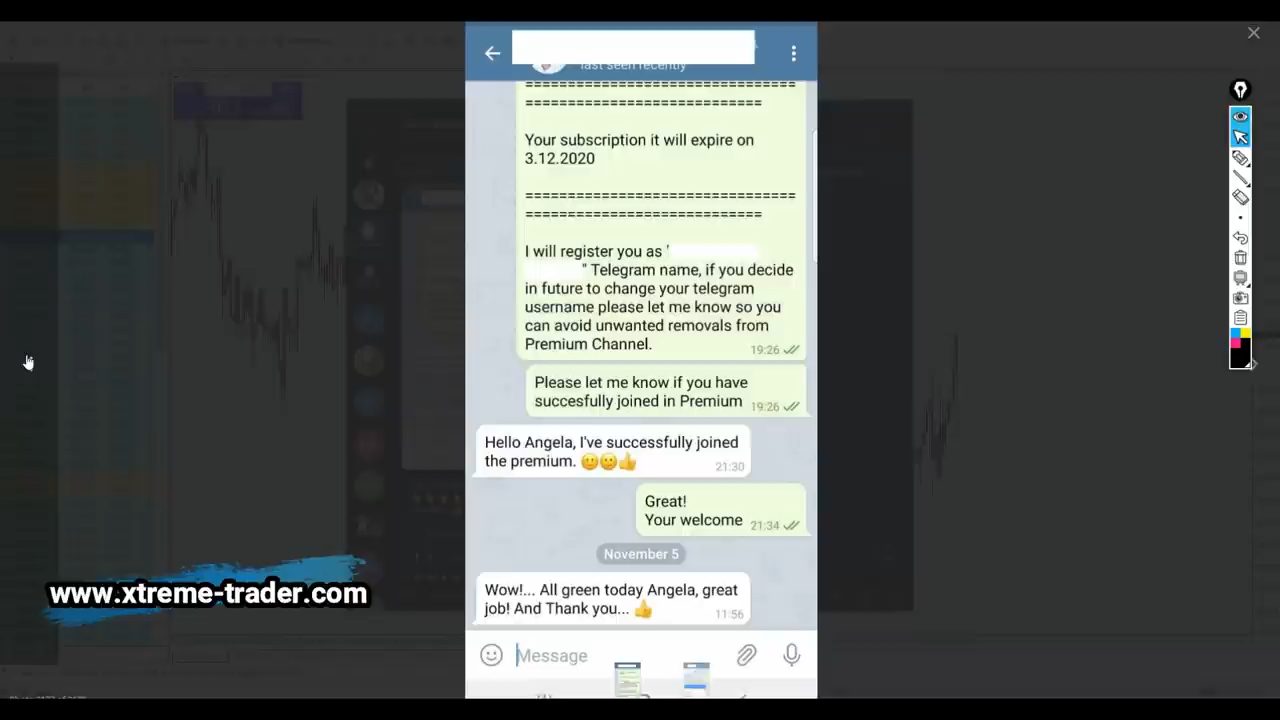 last seen recently
================================
============================
Your subscription it will expire on
3.12.2020
================================
============================
I will register you as '
" Telegram name, if you decide
in future to change your telegram
username please let me know so you
can avoid unwanted removals from
Premium Channel.
19:26
Please let me know if you have
succesfully joined in Premium
19:26
Hello Angela, I've successfully joined
the premium. 🙂🙂👍
21:30
Great!
Your welcome
21:34
November 5
Wow!... All green today Angela, great
job! And Thank you... 👍
11:56
Message
www.xtreme-trader.com